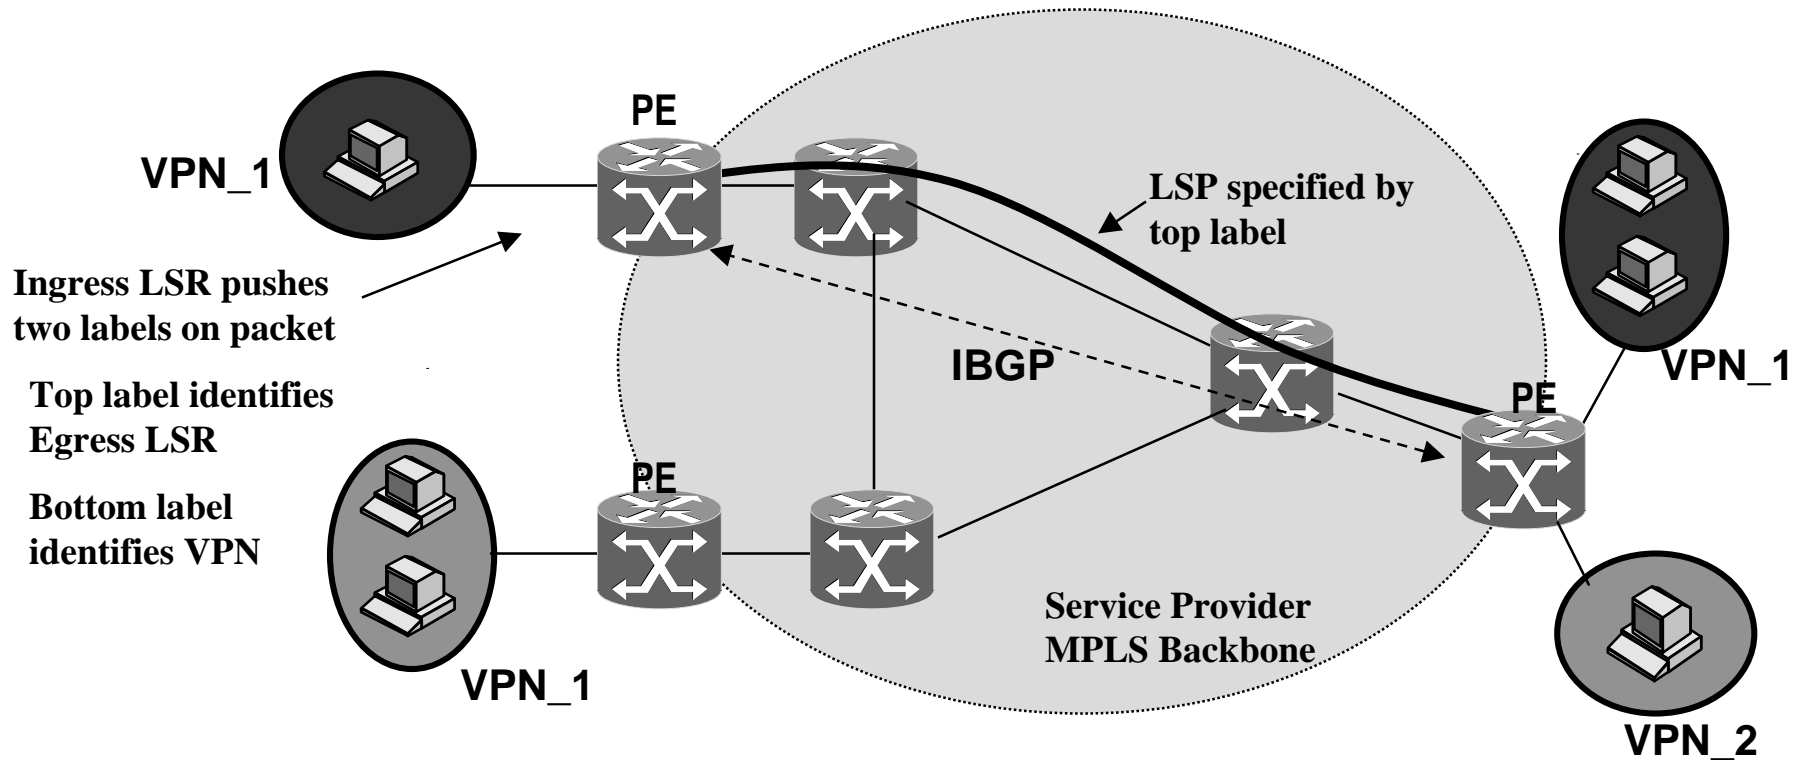 PE
VPN_1
LSP specified by
top label
Ingress LSR pushes
two labels on packet
IBGP
VPN_1
Top label identifies
Egress LSR
PE
PE
Bottom label
identifies VPN
Service Provider
MPLS Backbone
VPN_1
VPN_2